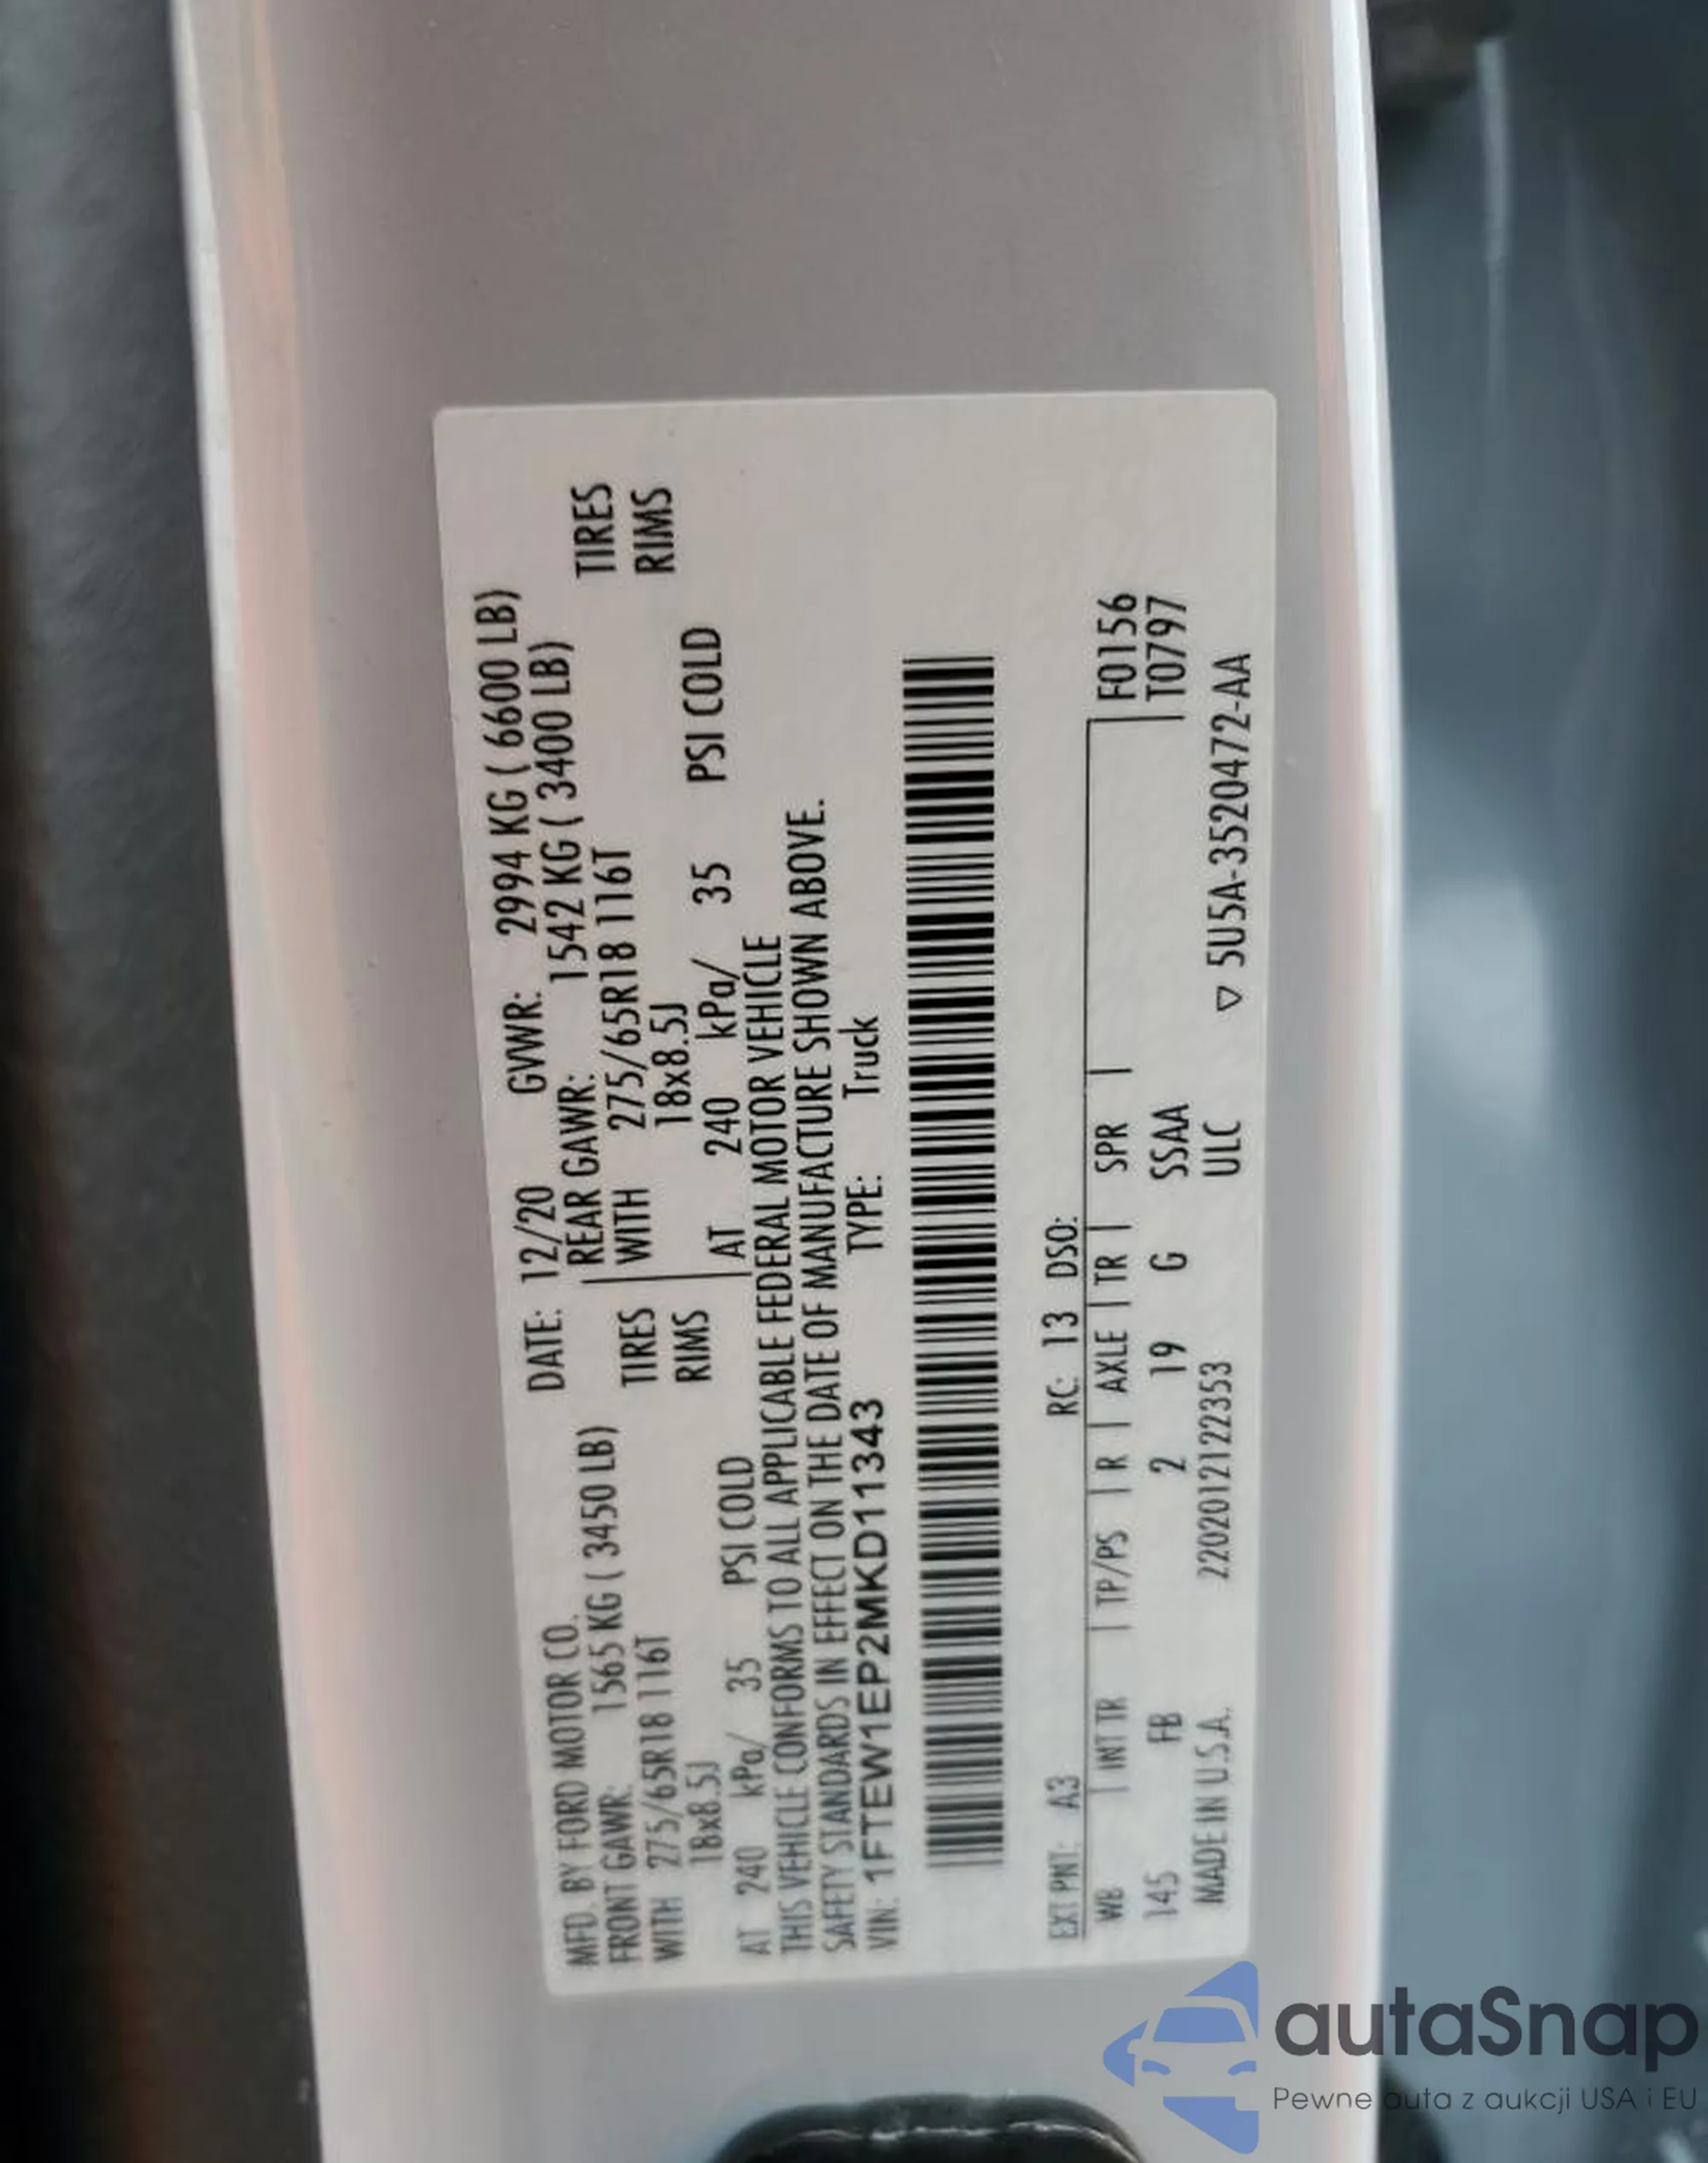 MFD. BY FORD MOTOR CO. DATE: 12/20 GVWR: 2994 KG ( 6600 LB)
FRONT GAWR: 1565 KG ( 3450 LB) REAR GAWR: 1542 KG ( 3400 LB)
WITH 275/65R18 116T TIRES WITH 275/65R18 116T TIRES
18x8.5J RIMS 18x8.5J RIMS
AT 240 kPa/ 35 PSI COLD AT 240 kPa/ 35 PSI COLD
THIS VEHICLE CONFORMS TO ALL APPLICABLE FEDERAL MOTOR VEHICLE
SAFETY STANDARDS IN EFFECT ON THE DATE OF MANUFACTURE SHOWN ABOVE.
VIN: 1FTEW1EP2MKD11343 TYPE: Truck
EXT PNT: A3 RC: 13 DSO:
WB INT TR TP/PS R AXLE TR SPR F0156
145 FB 2 19 G SSAA T0797
MADE IN U.S.A. 220201212 2353 ULC ▽ 5U5A-3520472-AA
autaSnap
Pewne auta z aukcji USA i EU